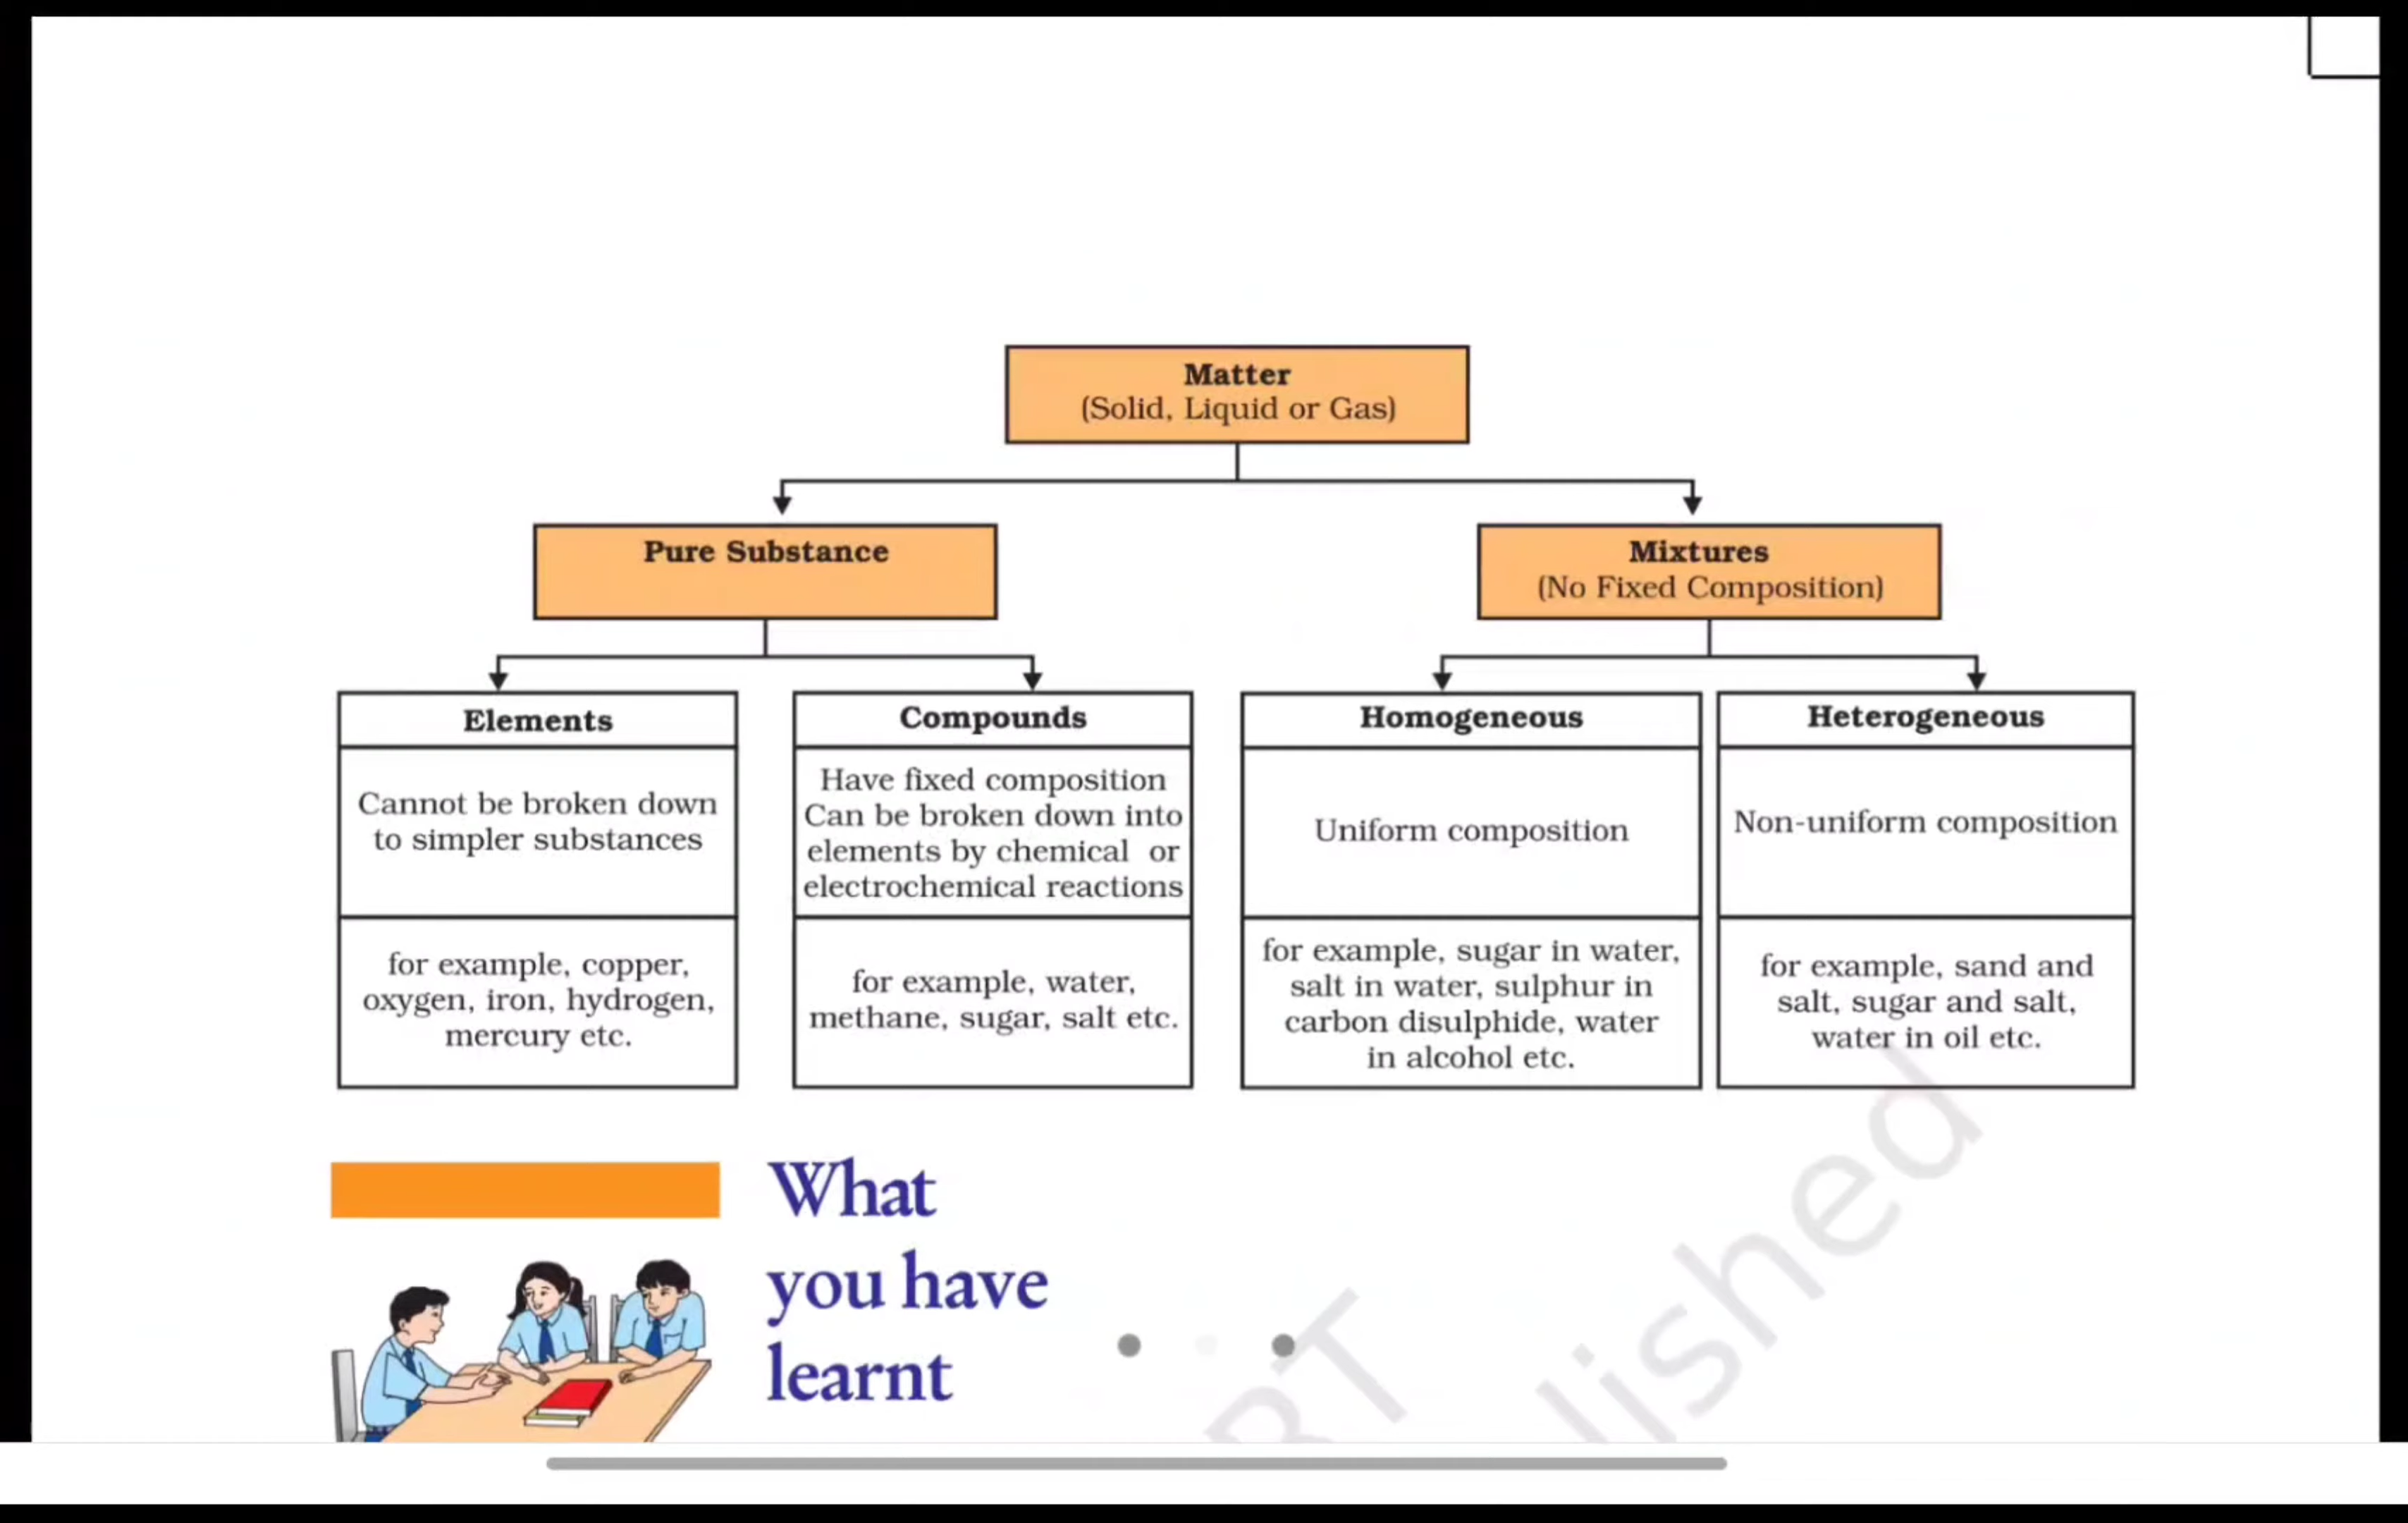 Matter
(Solid, Liquid or Gas)
Pure Substance
Mixtures
(No Fixed Composition)
Elements
Cannot be broken down
to simpler substances
for example, copper,
oxygen, iron, hydrogen,
mercury etc.
Compounds
Have fixed composition
Can be broken down into
elements by chemical or
electrochemical reactions
for example, water,
methane, sugar, salt etc.
Homogeneous
Uniform composition
for example, sugar in water,
salt in water, sulphur in
carbon disulphide, water
in alcohol etc.
Heterogeneous
Non-uniform composition
for example, sand and
salt, sugar and salt,
water in oil etc.
What
you have
learnt